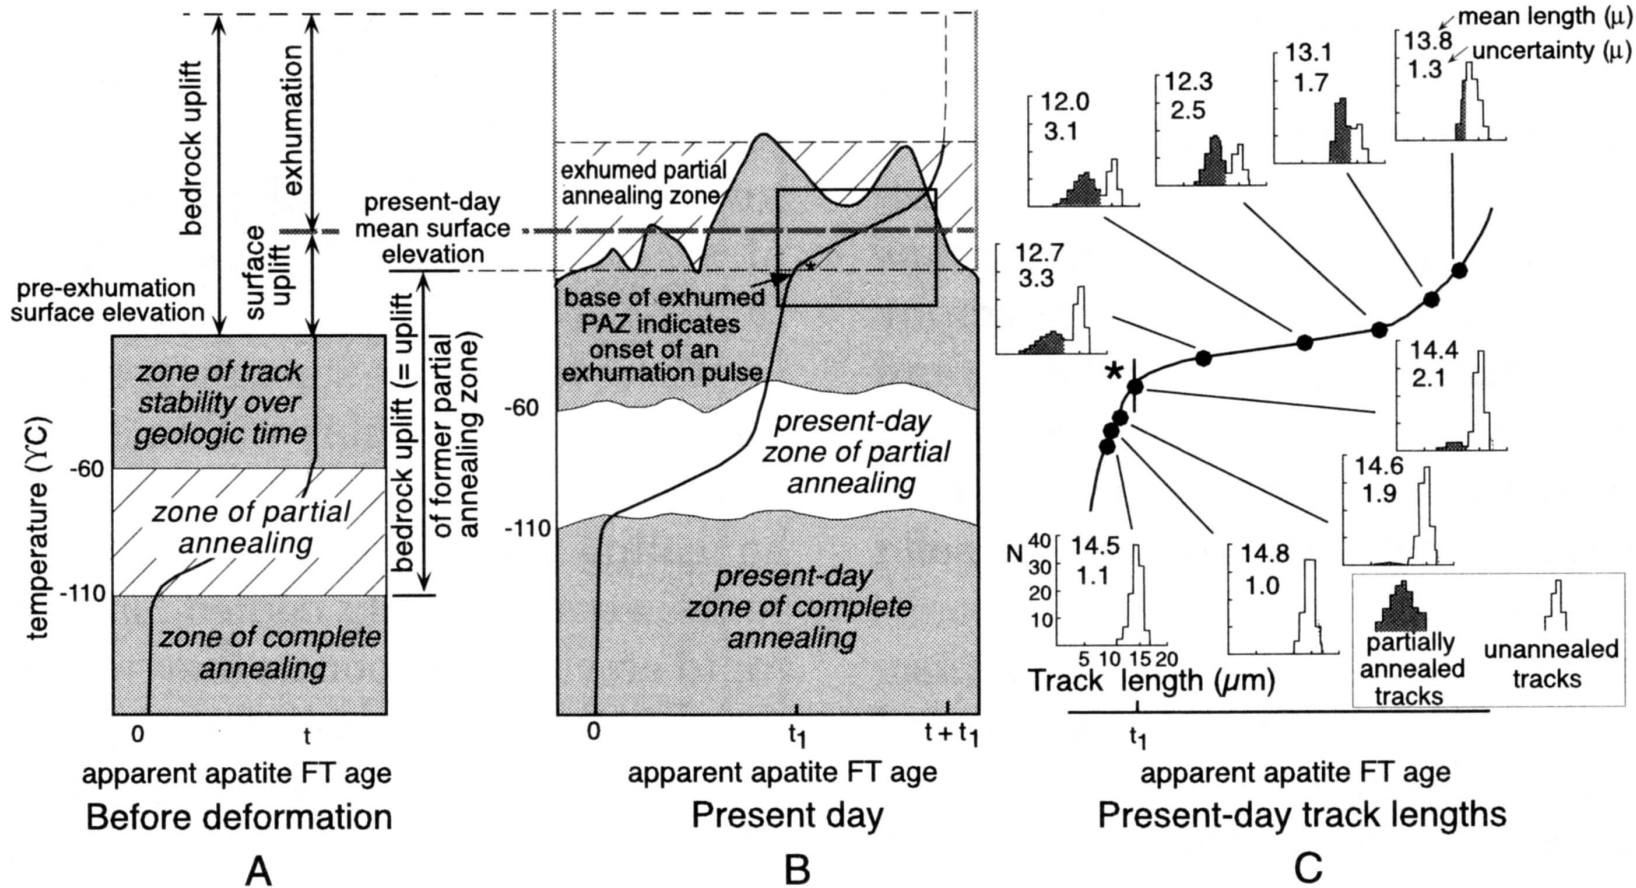 bedrock uplift
exhumation
surface
uplift
pre-exhumation
surface elevation
present-day
mean surface
elevation
zone of track
stability over
geologic time
-60
zone of partial
annealing
-110
zone of complete
annealing
temperature (ϒC)
bedrock uplift (= uplift
of former partial
annealing zone)
0
t
apparent apatite FT age
Before deformation
A
exhumed partial
annealing zone
*
base of exhumed
PAZ indicates
onset of an
exhumation pulse
-60
present-day
zone of partial
annealing
-110
present-day
zone of complete
annealing
0
t1
t + t1
apparent apatite FT age
Present day
B
mean length (µ)
uncertainty (µ)
13.8
1.3
13.1
1.7
12.3
2.5
12.0
3.1
12.7
3.3
*
14.4
2.1
14.6
1.9
14.8
1.0
14.5
1.1
N
40
30
20
10
5 10 15 20
Track length (µm)
partially
annealed
tracks
unannealed
tracks
t1
apparent apatite FT age
Present-day track lengths
C